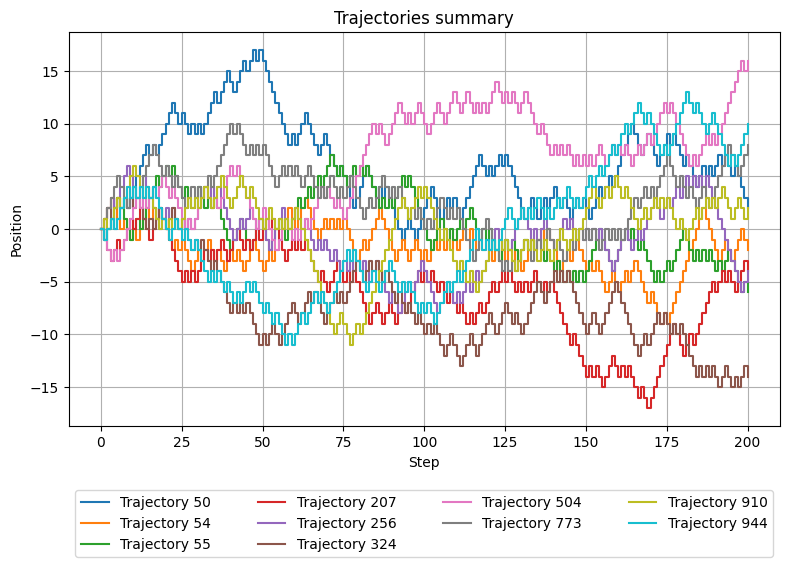 Trajectories summary
15
10
5
0
−5
−10
−15
Position
0 25 50 75 100 125 150 175 200
Step
Trajectory 50 Trajectory 207 Trajectory 504 Trajectory 910
Trajectory 54 Trajectory 256 Trajectory 773 Trajectory 944
Trajectory 55 Trajectory 324